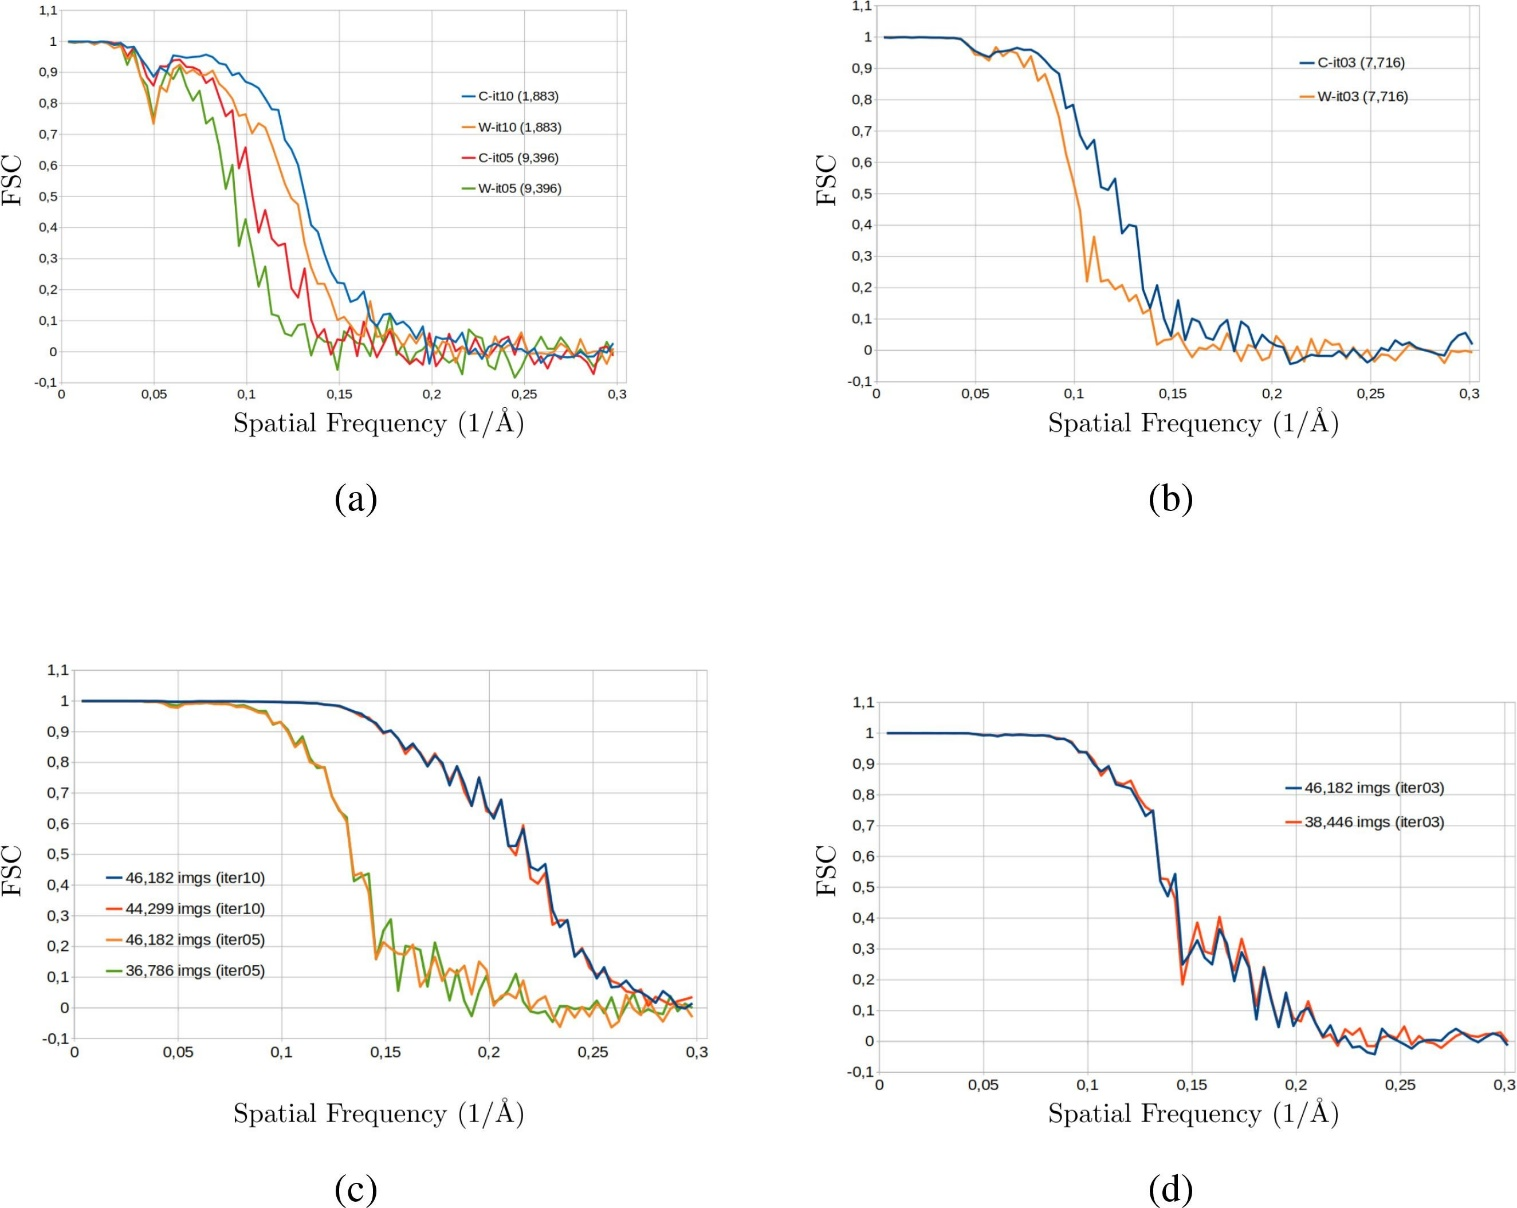 1,1
1
0,9
0,8
0,7
0,6
0,5
0,4
0,3
0,2
0,1
0
-0,1
FSC
C-it10 (1,883)
W-it10 (1,883)
C-it05 (9,396)
W-it05 (9,396)
0 0,05 0,1 0,15 0,2 0,25 0,3
Spatial Frequency (1/Å)
(a)
1,1
1
0,9
0,8
0,7
0,6
0,5
0,4
0,3
0,2
0,1
0
-0,1
FSC
C-it03 (7,716)
W-it03 (7,716)
0 0,05 0,1 0,15 0,2 0,25 0,3
Spatial Frequency (1/Å)
(b)
1,1
1
0,9
0,8
0,7
0,6
0,5
0,4
0,3
0,2
0,1
0
-0,1
FSC
46,182 imgs (iter10)
44,299 imgs (iter10)
46,182 imgs (iter05)
36,786 imgs (iter05)
0 0,05 0,1 0,15 0,2 0,25 0,3
Spatial Frequency (1/Å)
(c)
1,1
1
0,9
0,8
0,7
0,6
0,5
0,4
0,3
0,2
0,1
0
-0,1
FSC
46,182 imgs (iter03)
38,446 imgs (iter03)
0 0,05 0,1 0,15 0,2 0,25 0,3
Spatial Frequency (1/Å)
(d)